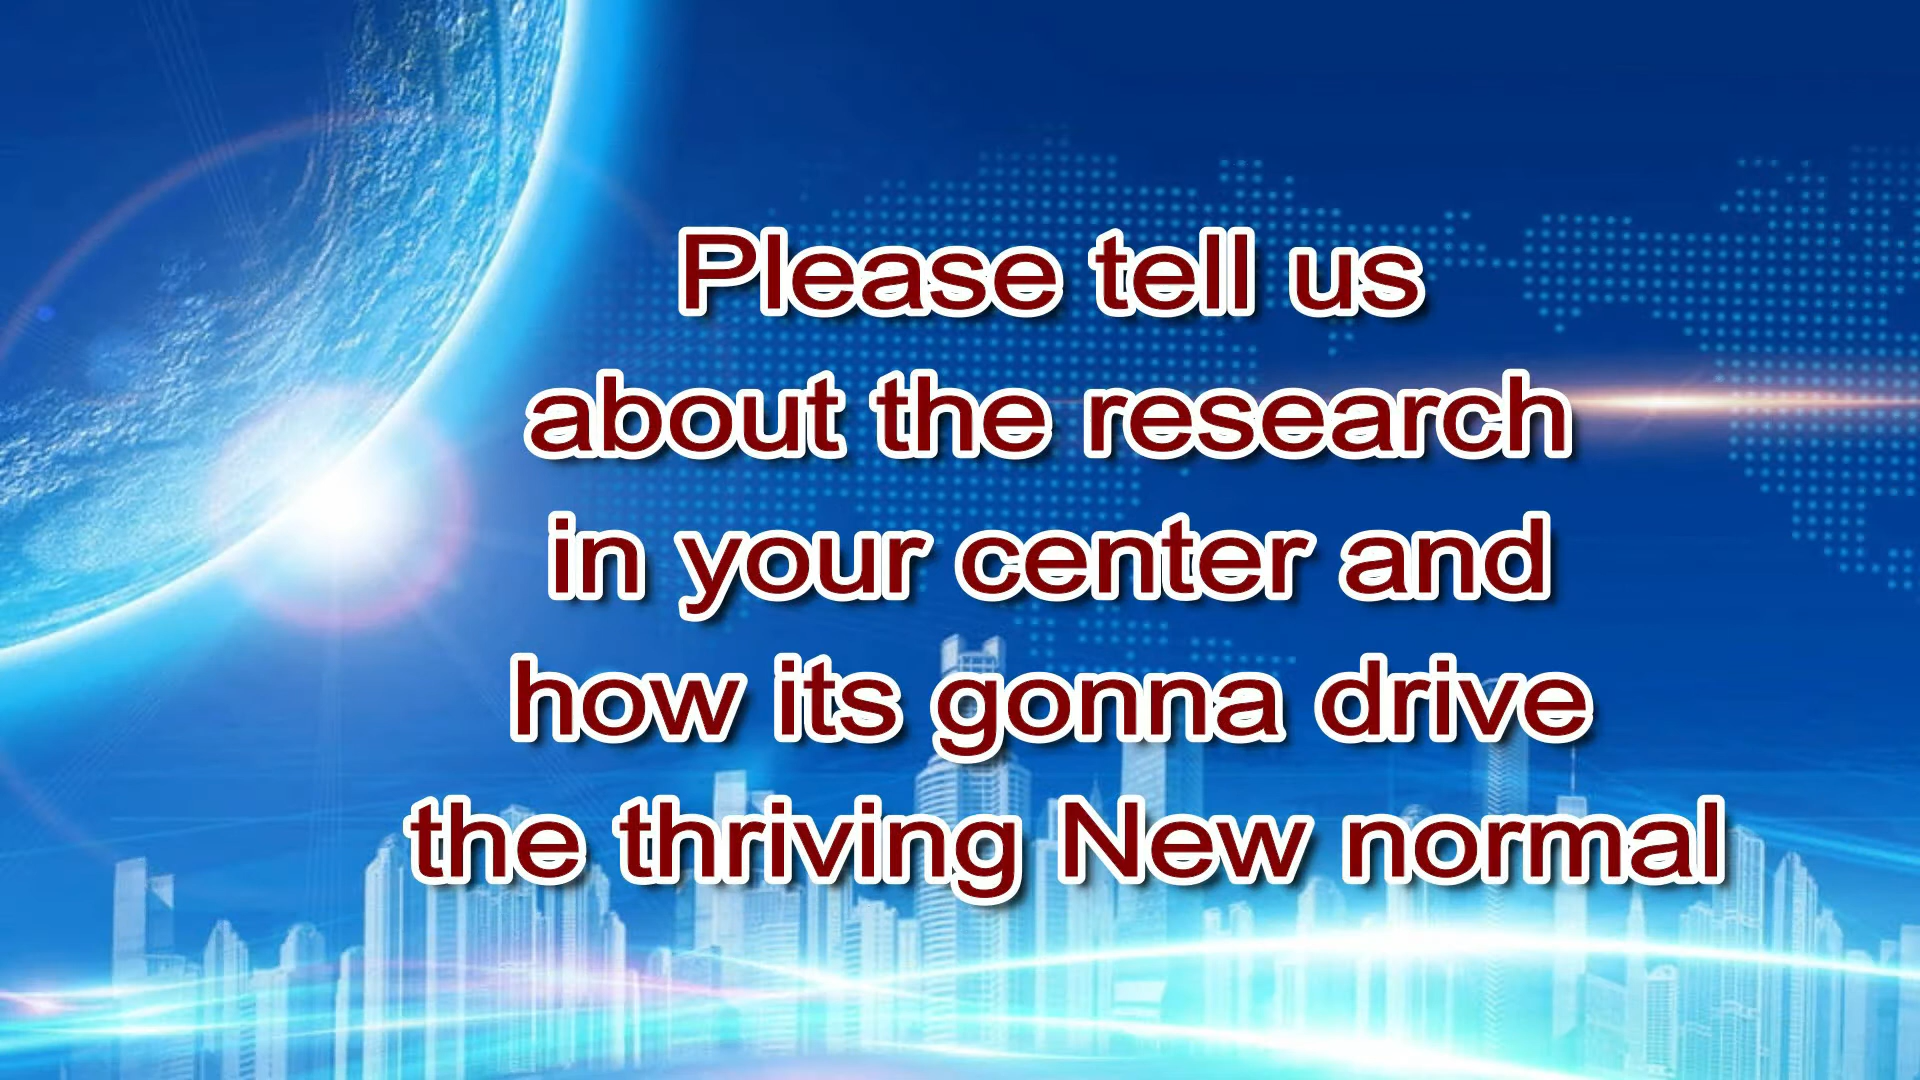 Please tell us
about the research
in your center and
how its gonna drive
the thriving New normal